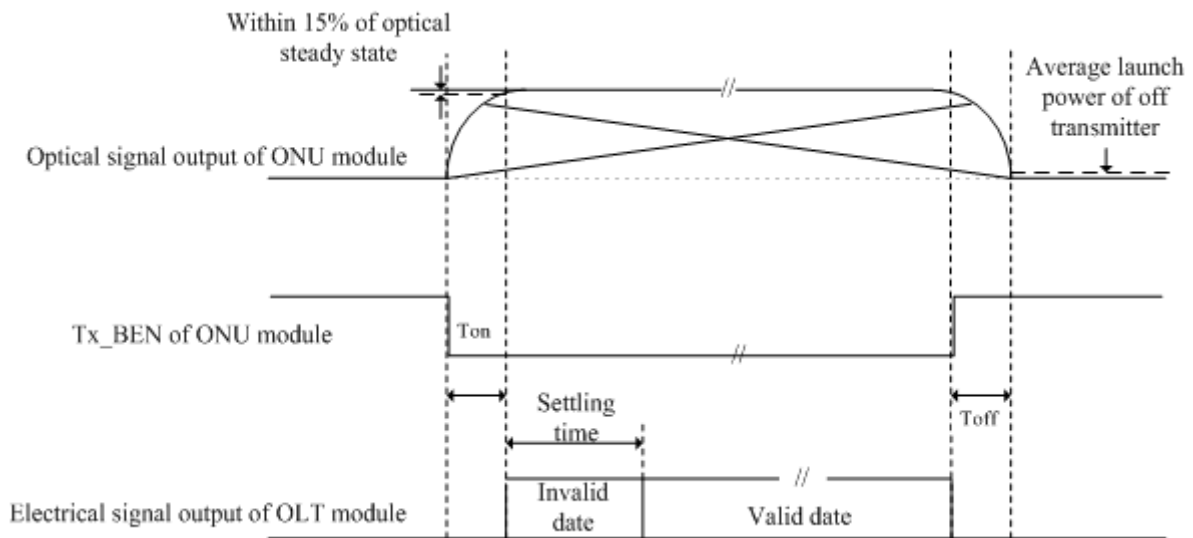 Within 15% of optical
steady state
Average launch
power of off
transmitter
Optical signal output of ONU module
Tx_BEN of ONU module
Ton
Settling
time
Toff
Electrical signal output of OLT module
Invalid
date
Valid date